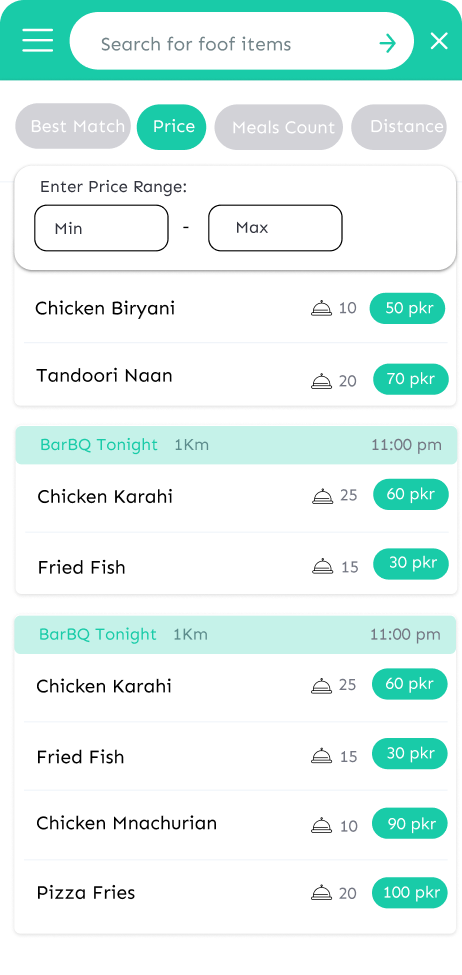 Search for foof items
Best Match Price Meals Count Distance
Enter Price Range:
Min - Max
Chicken Biryani 10 50 pkr
Tandoori Naan 20 70 pkr
BarBQ Tonight 1Km 11:00 pm
Chicken Karahi 25 60 pkr
Fried Fish 15 30 pkr
BarBQ Tonight 1Km 11:00 pm
Chicken Karahi 25 60 pkr
Fried Fish 15 30 pkr
Chicken Mnachurian 10 90 pkr
Pizza Fries 20 100 pkr